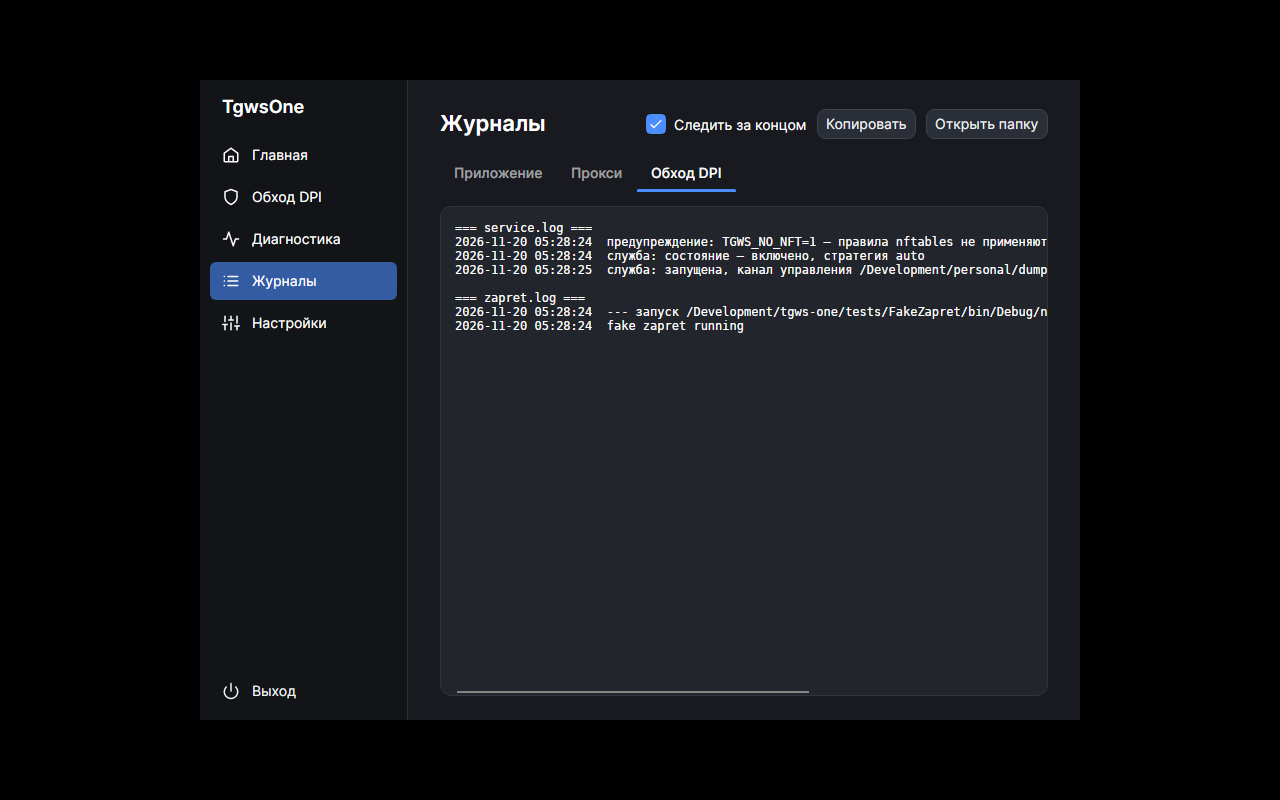 TgwsOne
Главная
Обход DPI
Диагностика
Журналы
Настройки
Выход
Журналы
Следить за концом
Копировать
Открыть папку
Приложение
Прокси
Обход DPI
=== service.log ===
2026-11-20 05:28:24 предупреждение: TGWS_NO_NFT=1 — правила nftables не применяют
2026-11-20 05:28:24 служба: состояние — включено, стратегия auto
2026-11-20 05:28:25 служба: запущена, канал управления /Development/personal/dump
=== zapret.log ===
2026-11-20 05:28:24 --- запуск /Development/tgws-one/tests/FakeZapret/bin/Debug/n
2026-11-20 05:28:24 fake zapret running